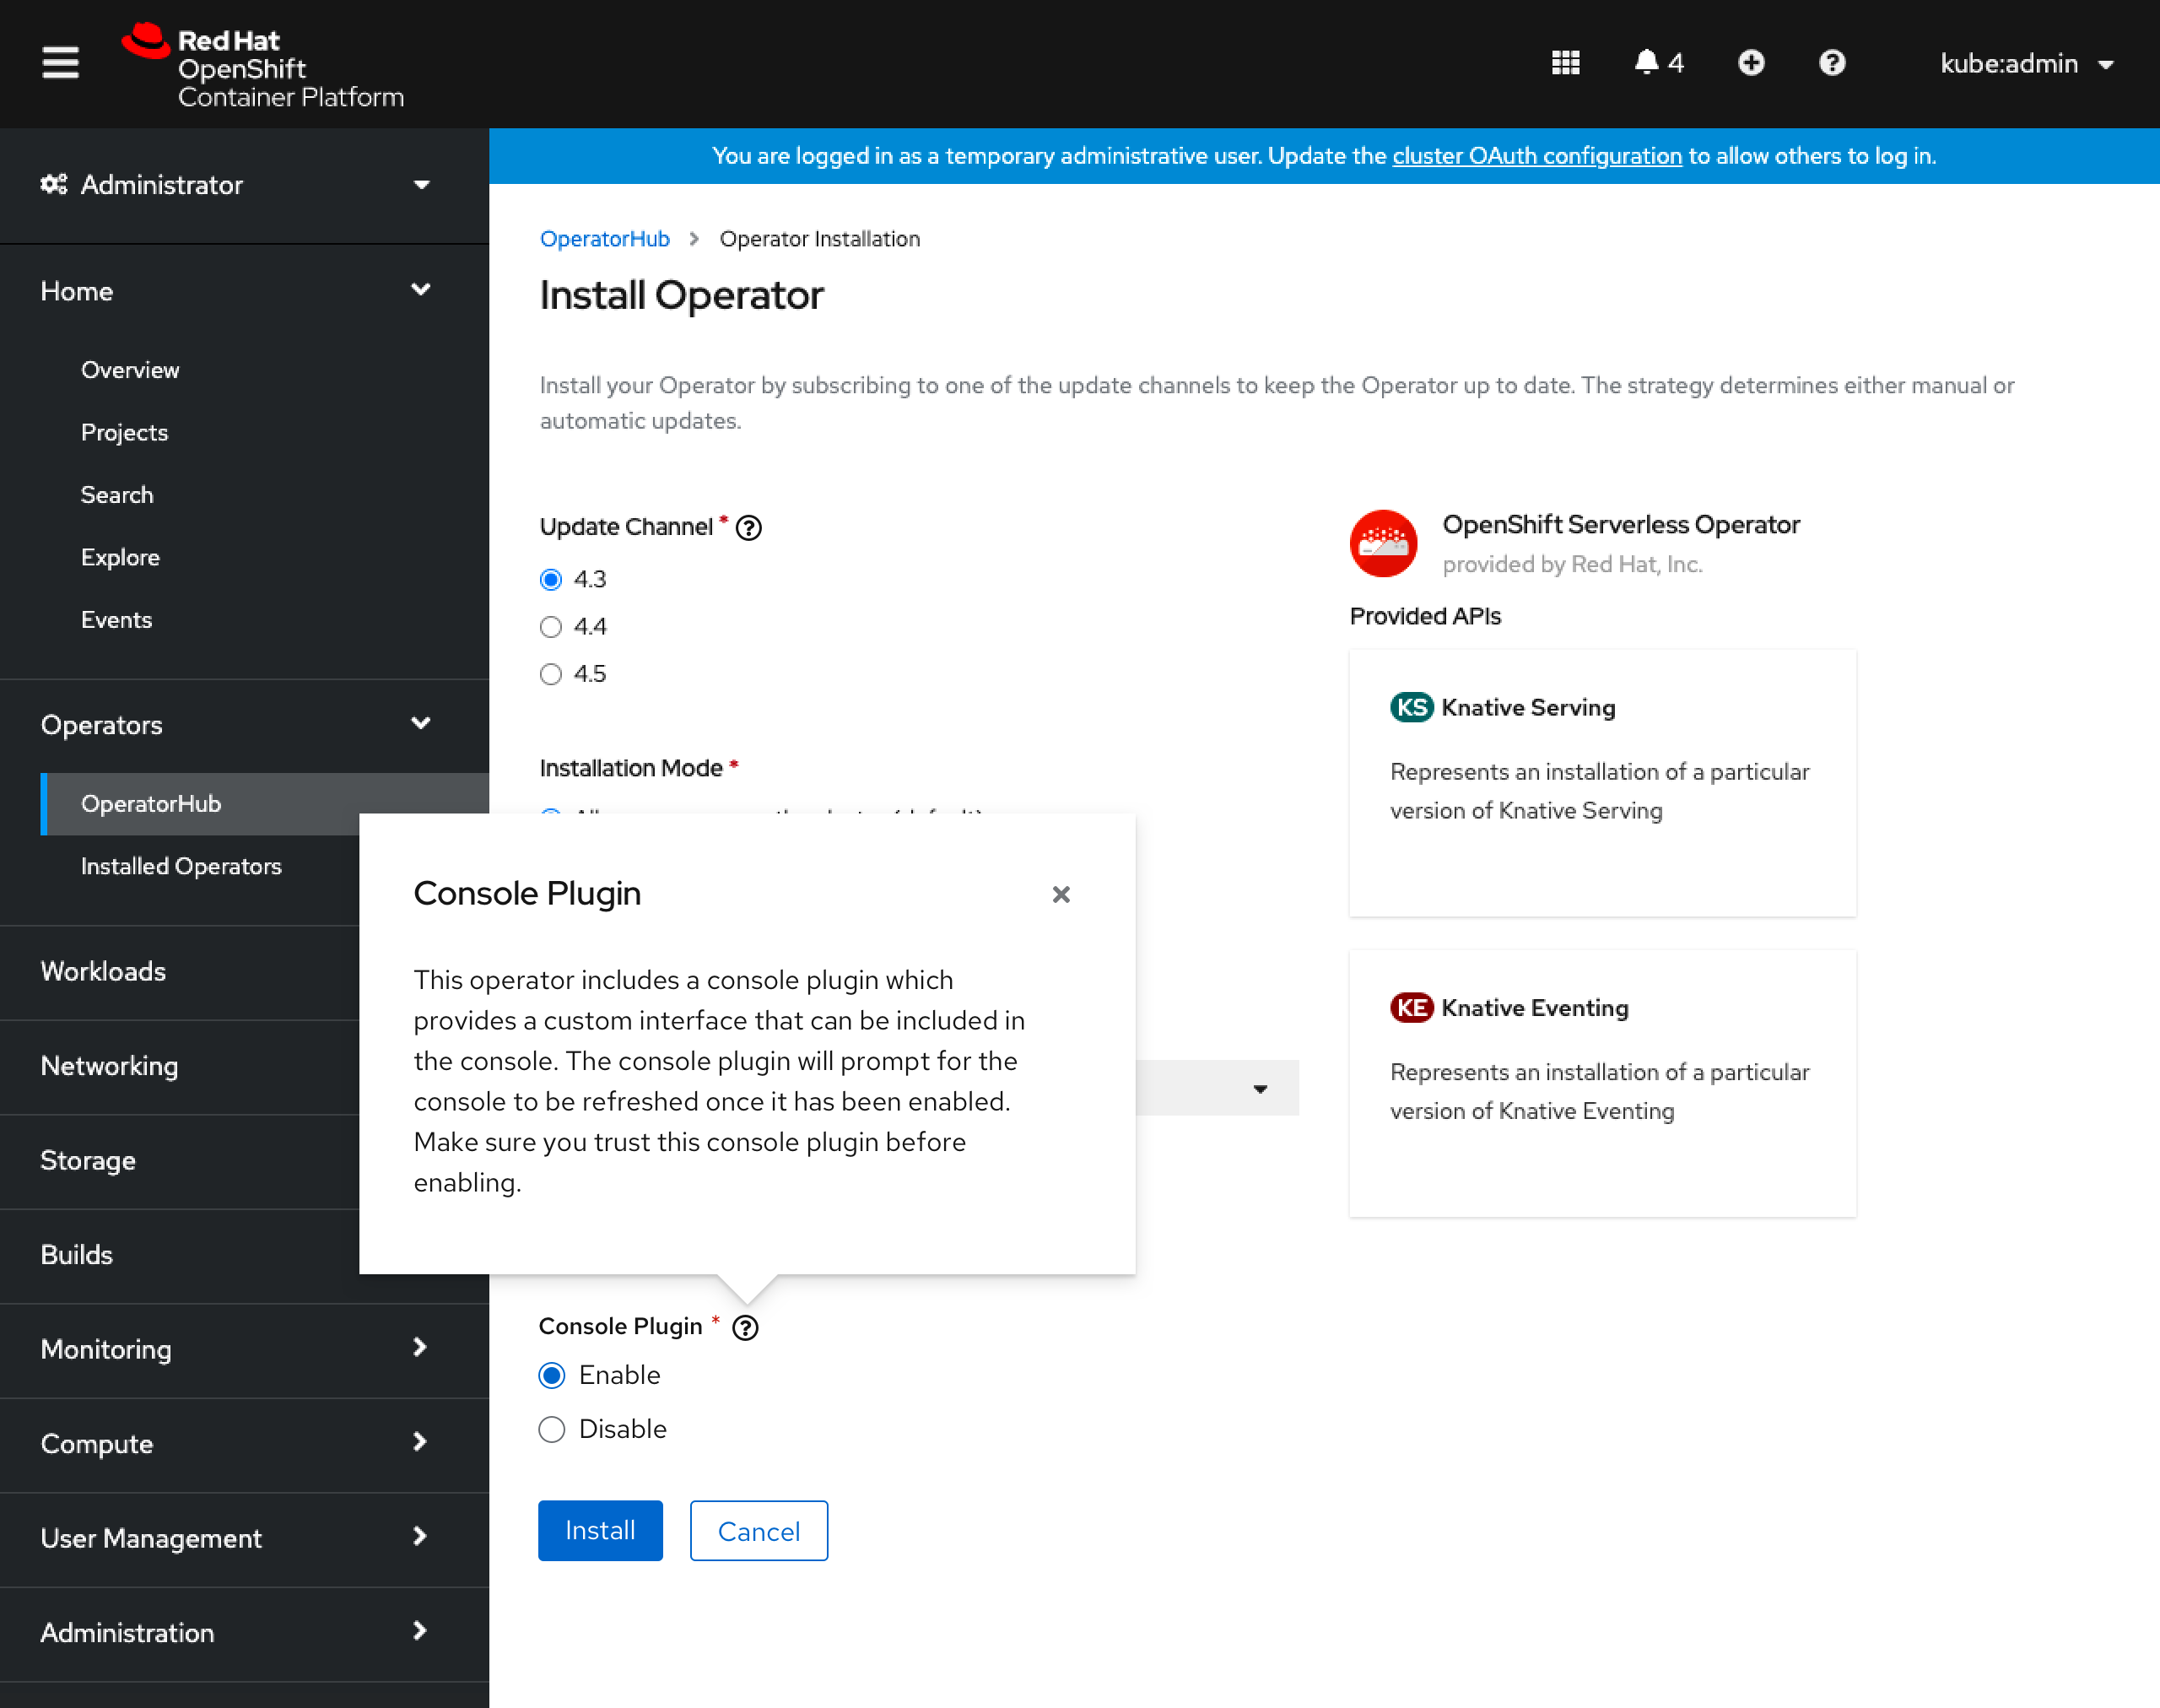 Red Hat
OpenShift
Container Platform
4
kube:admin
You are logged in as a temporary administrative user. Update the cluster OAuth configuration to allow others to log in.
Administrator
Home
Overview
Projects
Search
Explore
Events
Operators
OperatorHub
Installed Operators
Workloads
Networking
Storage
Builds
Monitoring
Compute
User Management
Administration
OperatorHub
Operator Installation
Install Operator
Install your Operator by subscribing to one of the update channels to keep the Operator up to date. The strategy determines either manual or
automatic updates.
Update Channel *
4.3
4.4
4.5
Installation Mode *
Console Plugin
This operator includes a console plugin which
provides a custom interface that can be included in
the console. The console plugin will prompt for the
console to be refreshed once it has been enabled.
Make sure you trust this console plugin before
enabling.
Console Plugin *
Enable
Disable
Install
Cancel
OpenShift Serverless Operator
provided by Red Hat, Inc.
Provided APIs
KS Knative Serving
Represents an installation of a particular
version of Knative Serving
KE Knative Eventing
Represents an installation of a particular
version of Knative Eventing